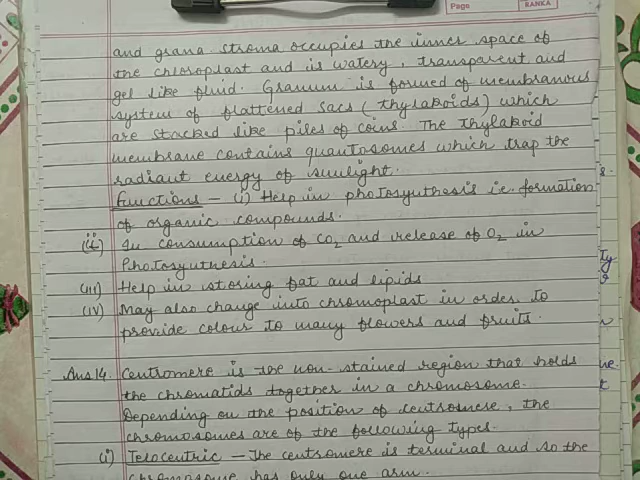 Page
RANKA
and grana. Stroma occupies the inner space of
the chloroplast and is watery, transparent and
gel like fluid. Granum is formed of membranous
system of flattened sacs (thylakoids) which
are stacked like piles of coins. The thylakoid
membrane contains quantosomes which trap the
radiant energy of sunlight.
Functions - (i) Help in photosynthesis i.e. formation
of organic compounds.
(ii) In consumption of CO2 and release of O2 in
Photosynthesis.
(iii) Help in storing fat and lipids
(iv) May also change into chromoplast in order to
provide colour to many flowers and fruits.
Ans 14. Centromere is the non-stained region that holds
the chromatids together in a chromosome.
Depending on the position of centromere, the
chromosomes are of the following types.
(i) Telocentric - The centromere is terminal and so the
chromosome has only one arm.